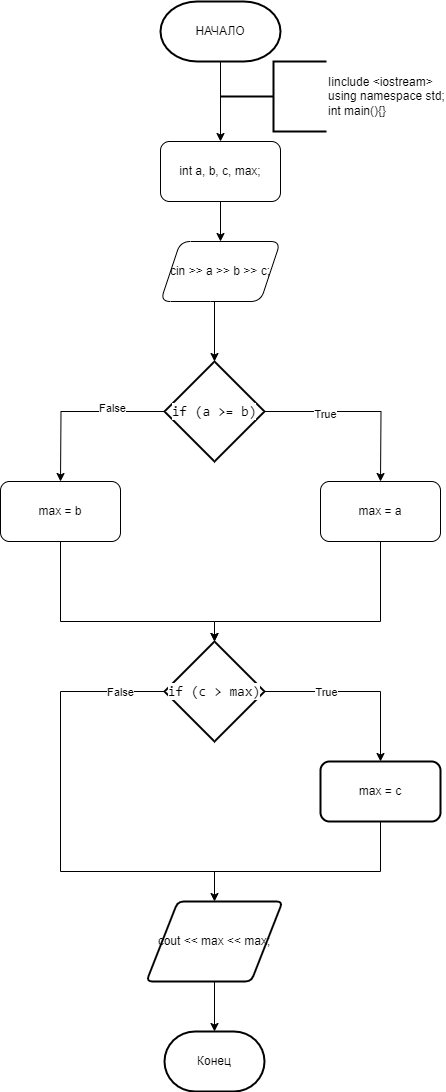 НАЧАЛО
!include <iostream>
using namespace std;
int main(){}
int a, b, c, max;
cin >> a >> b >> c;
if (a >= b)
False
True
max = b
max = a
if (c > max)
False
True
max = c
cout << max << max;
Конец